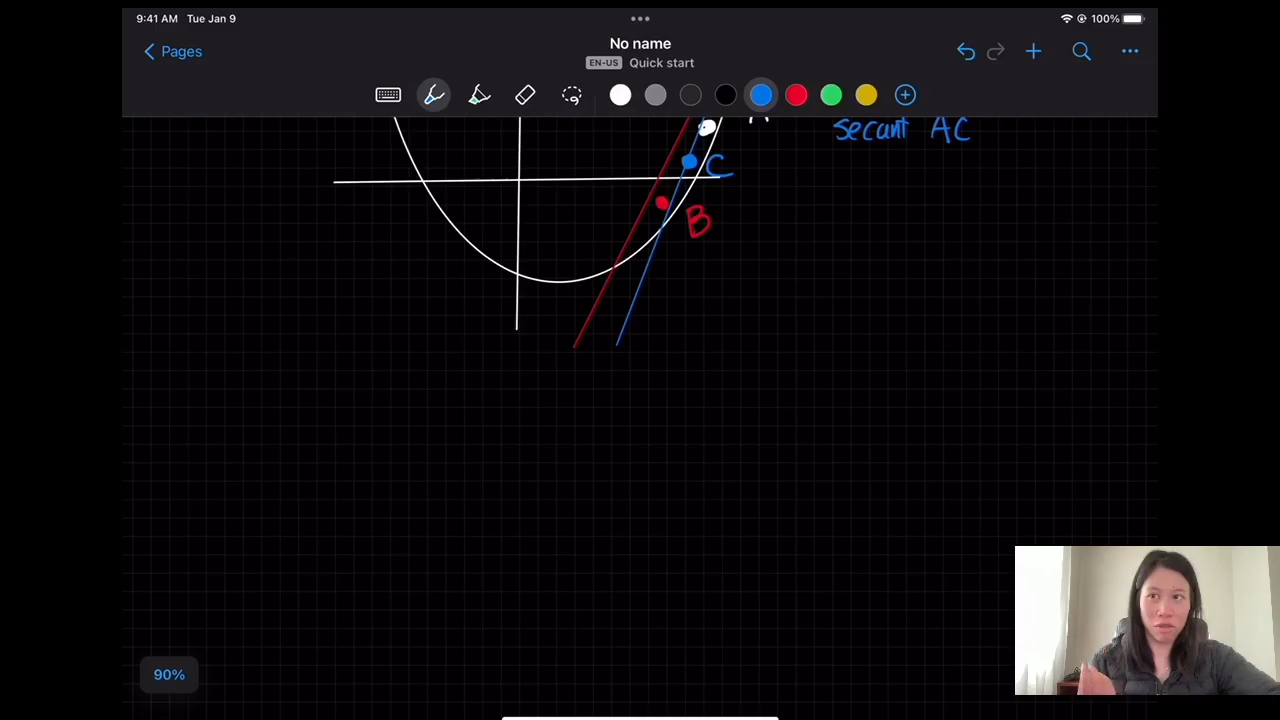 9:41 AM Tue Jan 9
100%
Pages
No name
EN-US Quick start
secant AC
C
B
90%